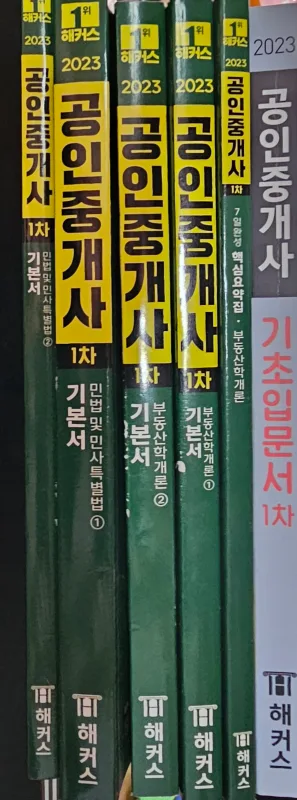 1위
해커스
2023
공인중개사
1차
기본서
민법 및 민사특별법 ②
해커스
1위
해커스
2023
공인중개사
1차
기본서
민법 및 민사특별법 ①
해커스
1위
해커스
2023
공인중개사
1차
기본서
부동산학개론 ②
해커스
1위
해커스
2023
공인중개사
1차
기본서
부동산학개론 ①
해커스
1위
해커스
2023
공인중개사
1차
7일완성 핵심요약집 · 부동산학개론
해커스
2023
공인중개사
기초입문서
1차
해커스